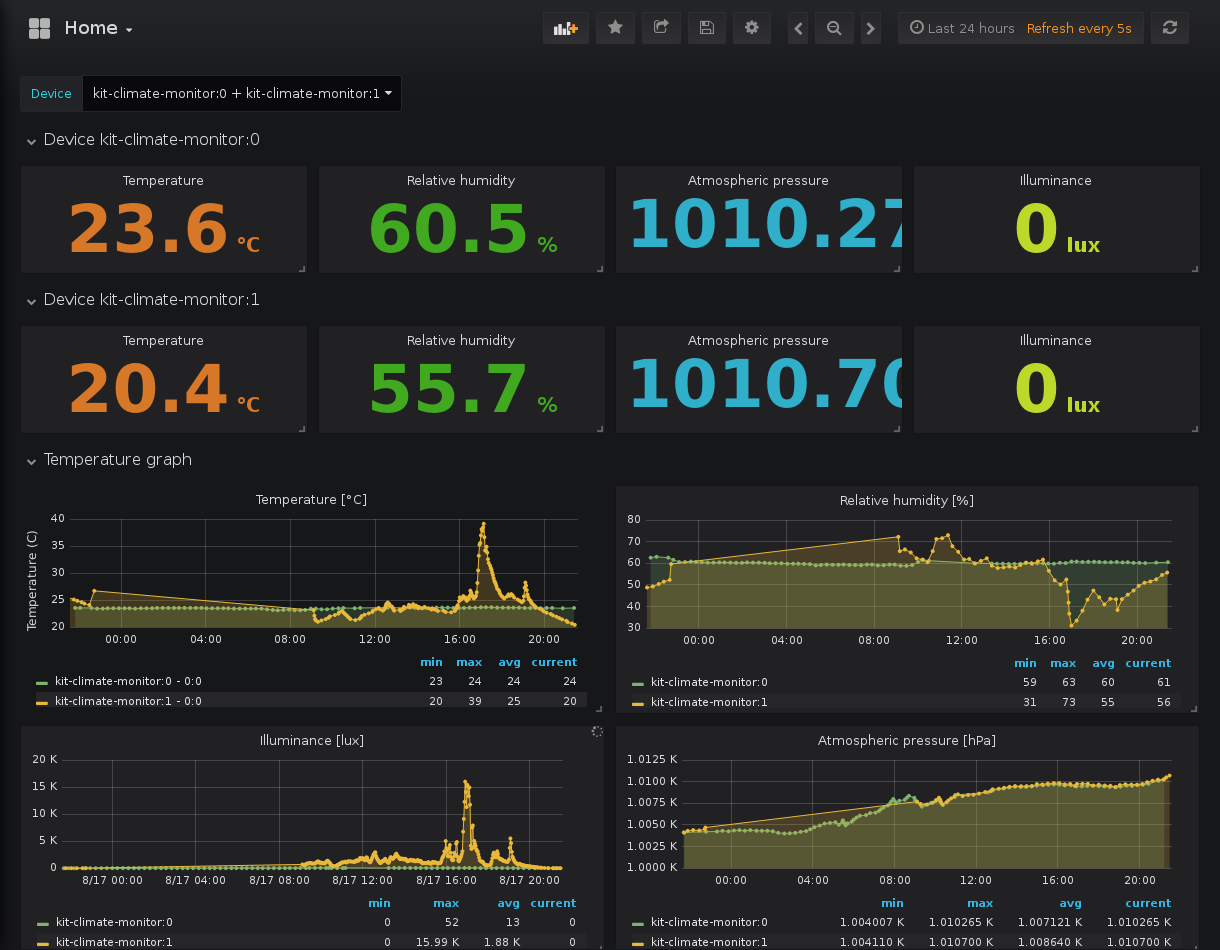 Home
Last 24 hours Refresh every 5s
Device kit-climate-monitor:0 + kit-climate-monitor:1
Device kit-climate-monitor:0
Temperature Relative humidity Atmospheric pressure Illuminance
23.6 °C 60.5 % 1010.27 0 lux
Device kit-climate-monitor:1
Temperature Relative humidity Atmospheric pressure Illuminance
20.4 °C 55.7 % 1010.70 0 lux
Temperature graph
Temperature [°C]
Temperature (C)
40
35
30
25
20
00:00 04:00 08:00 12:00 16:00 20:00
min max avg current
kit-climate-monitor:0 - 0:0 23 24 24 24
kit-climate-monitor:1 - 0:0 20 39 25 20
Relative humidity [%]
80
70
60
50
40
30
00:00 04:00 08:00 12:00 16:00 20:00
min max avg current
kit-climate-monitor:0 59 63 60 61
kit-climate-monitor:1 31 73 55 56
Illuminance [lux]
20 K
15 K
10 K
5 K
0
8/17 00:00 8/17 04:00 8/17 08:00 8/17 12:00 8/17 16:00 8/17 20:00
min max avg current
kit-climate-monitor:0 0 52 13 0
kit-climate-monitor:1 0 15.99 K 1.88 K 0
Atmospheric pressure [hPa]
1.0125 K
1.0100 K
1.0075 K
1.0050 K
1.0025 K
1.0000 K
00:00 04:00 08:00 12:00 16:00 20:00
min max avg current
kit-climate-monitor:0 1.004007 K 1.010265 K 1.007121 K 1.010265 K
kit-climate-monitor:1 1.004110 K 1.010700 K 1.008640 K 1.010700 K